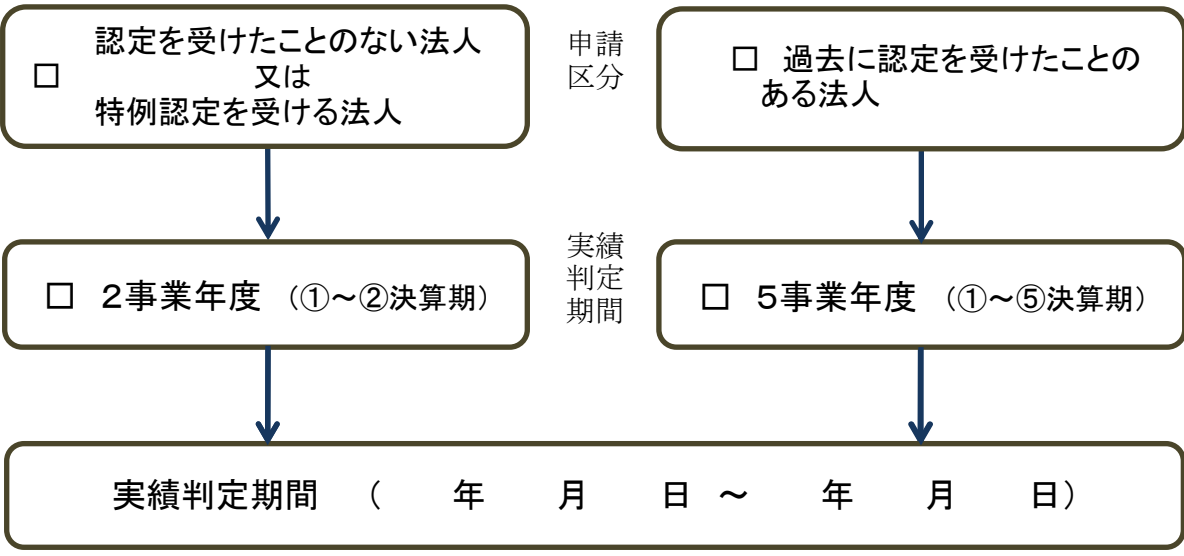 認定を受けたことのない法人
□ 又は
特例認定を受ける法人
申請
区分
□ 過去に認定を受けたことの
ある法人
□ 2事業年度 (①~②決算期)
実績
判定
期間
□ 5事業年度 (①~⑤決算期)
実績判定期間 ( 年 月 日 ~ 年 月 日)